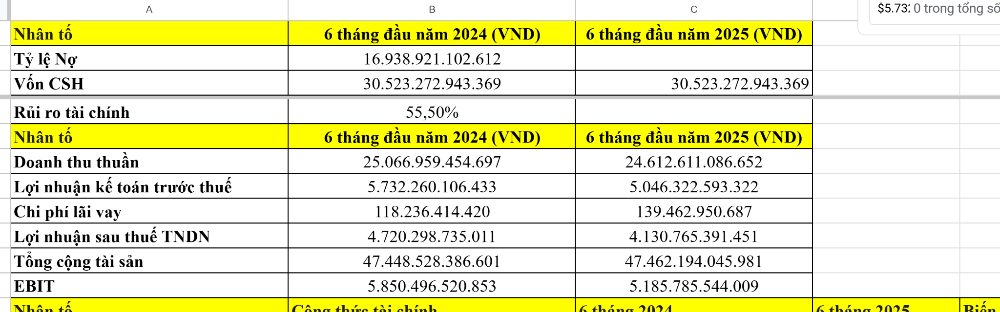 A B C
$5.732 0 trong tổng số
Nhân tố 6 tháng đầu năm 2024 (VND) 6 tháng đầu năm 2025 (VND)
Tỷ lệ Nợ 16.938.921.102.612
Vốn CSH 30.523.272.943.369 30.523.272.943.369
Rủi ro tài chính 55,50%
Nhân tố 6 tháng đầu năm 2024 (VND) 6 tháng đầu năm 2025 (VND)
Doanh thu thuần 25.066.959.454.697 24.612.611.086.652
Lợi nhuận kế toán trước thuế 5.732.260.106.433 5.046.322.593.322
Chi phí lãi vay 118.236.414.420 139.462.950.687
Lợi nhuận sau thuế TNDN 4.720.298.735.011 4.130.765.391.451
Tổng cộng tài sản 47.448.528.386.601 47.462.194.045.981
EBIT 5.850.496.520.853 5.185.785.544.009
Nhân tố Công thức tài chính 6 tháng 2024 6 tháng 2025 Biến